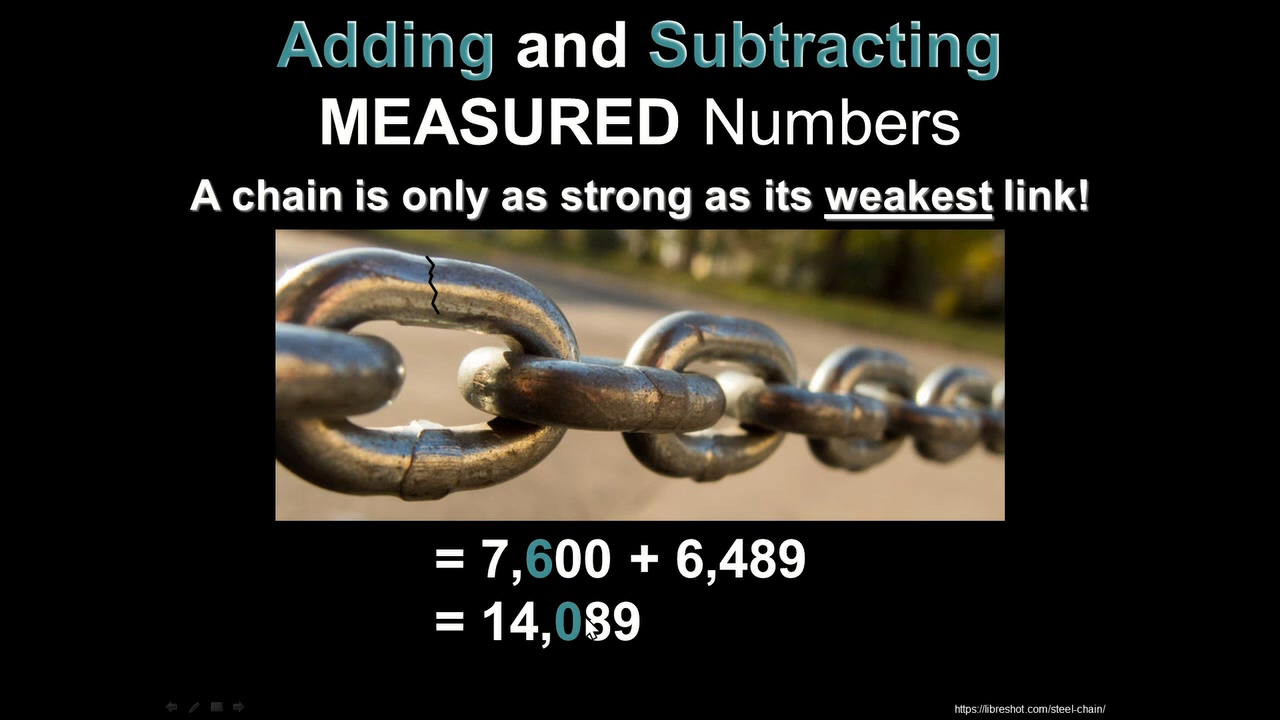 Adding and Subtracting
MEASURED Numbers
A chain is only as strong as its weakest link!
= 7,600 + 6,489
= 14,089
https://libreshot.com/steel-chain/